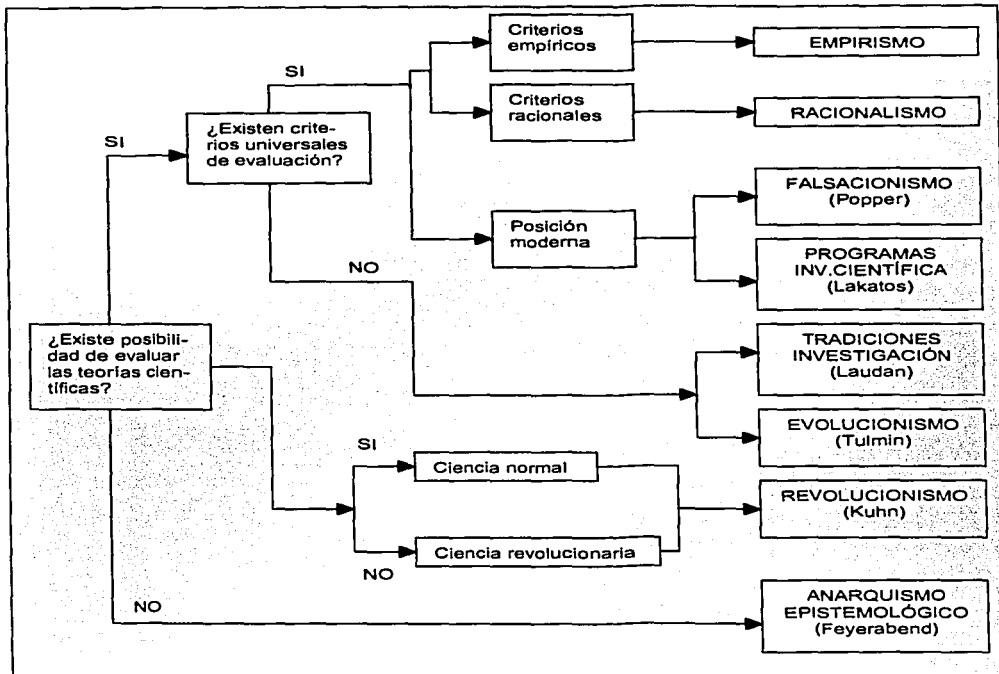 Criterios
empíricos
EMPIRISMO
SI
Criterios
racionales
RACIONALISMO
SI
¿Existen crite-
rios universales
de evaluación?
FALSACIONISMO
(Popper)
Posición
moderna
NO
PROGRAMAS
INV.CIENTÍFICA
(Lakatos)
¿Existe posibili-
dad de evaluar
las teorías cien-
tíficas?
TRADICIONES
INVESTIGACIÓN
(Laudan)
EVOLUCIONISMO
(Tulmin)
SI
Ciencia normal
REVOLUCIONISMO
(Kuhn)
Ciencia revolucionaria
NO
NO
ANARQUISMO
EPISTEMOLÓGICO
(Feyerabend)